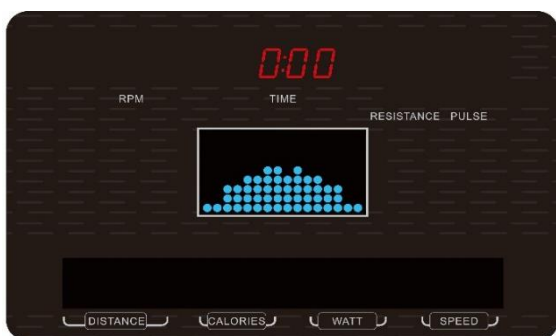 0:00
RPM
TIME
RESISTANCE PULSE
DISTANCE CALORIES WATT SPEED